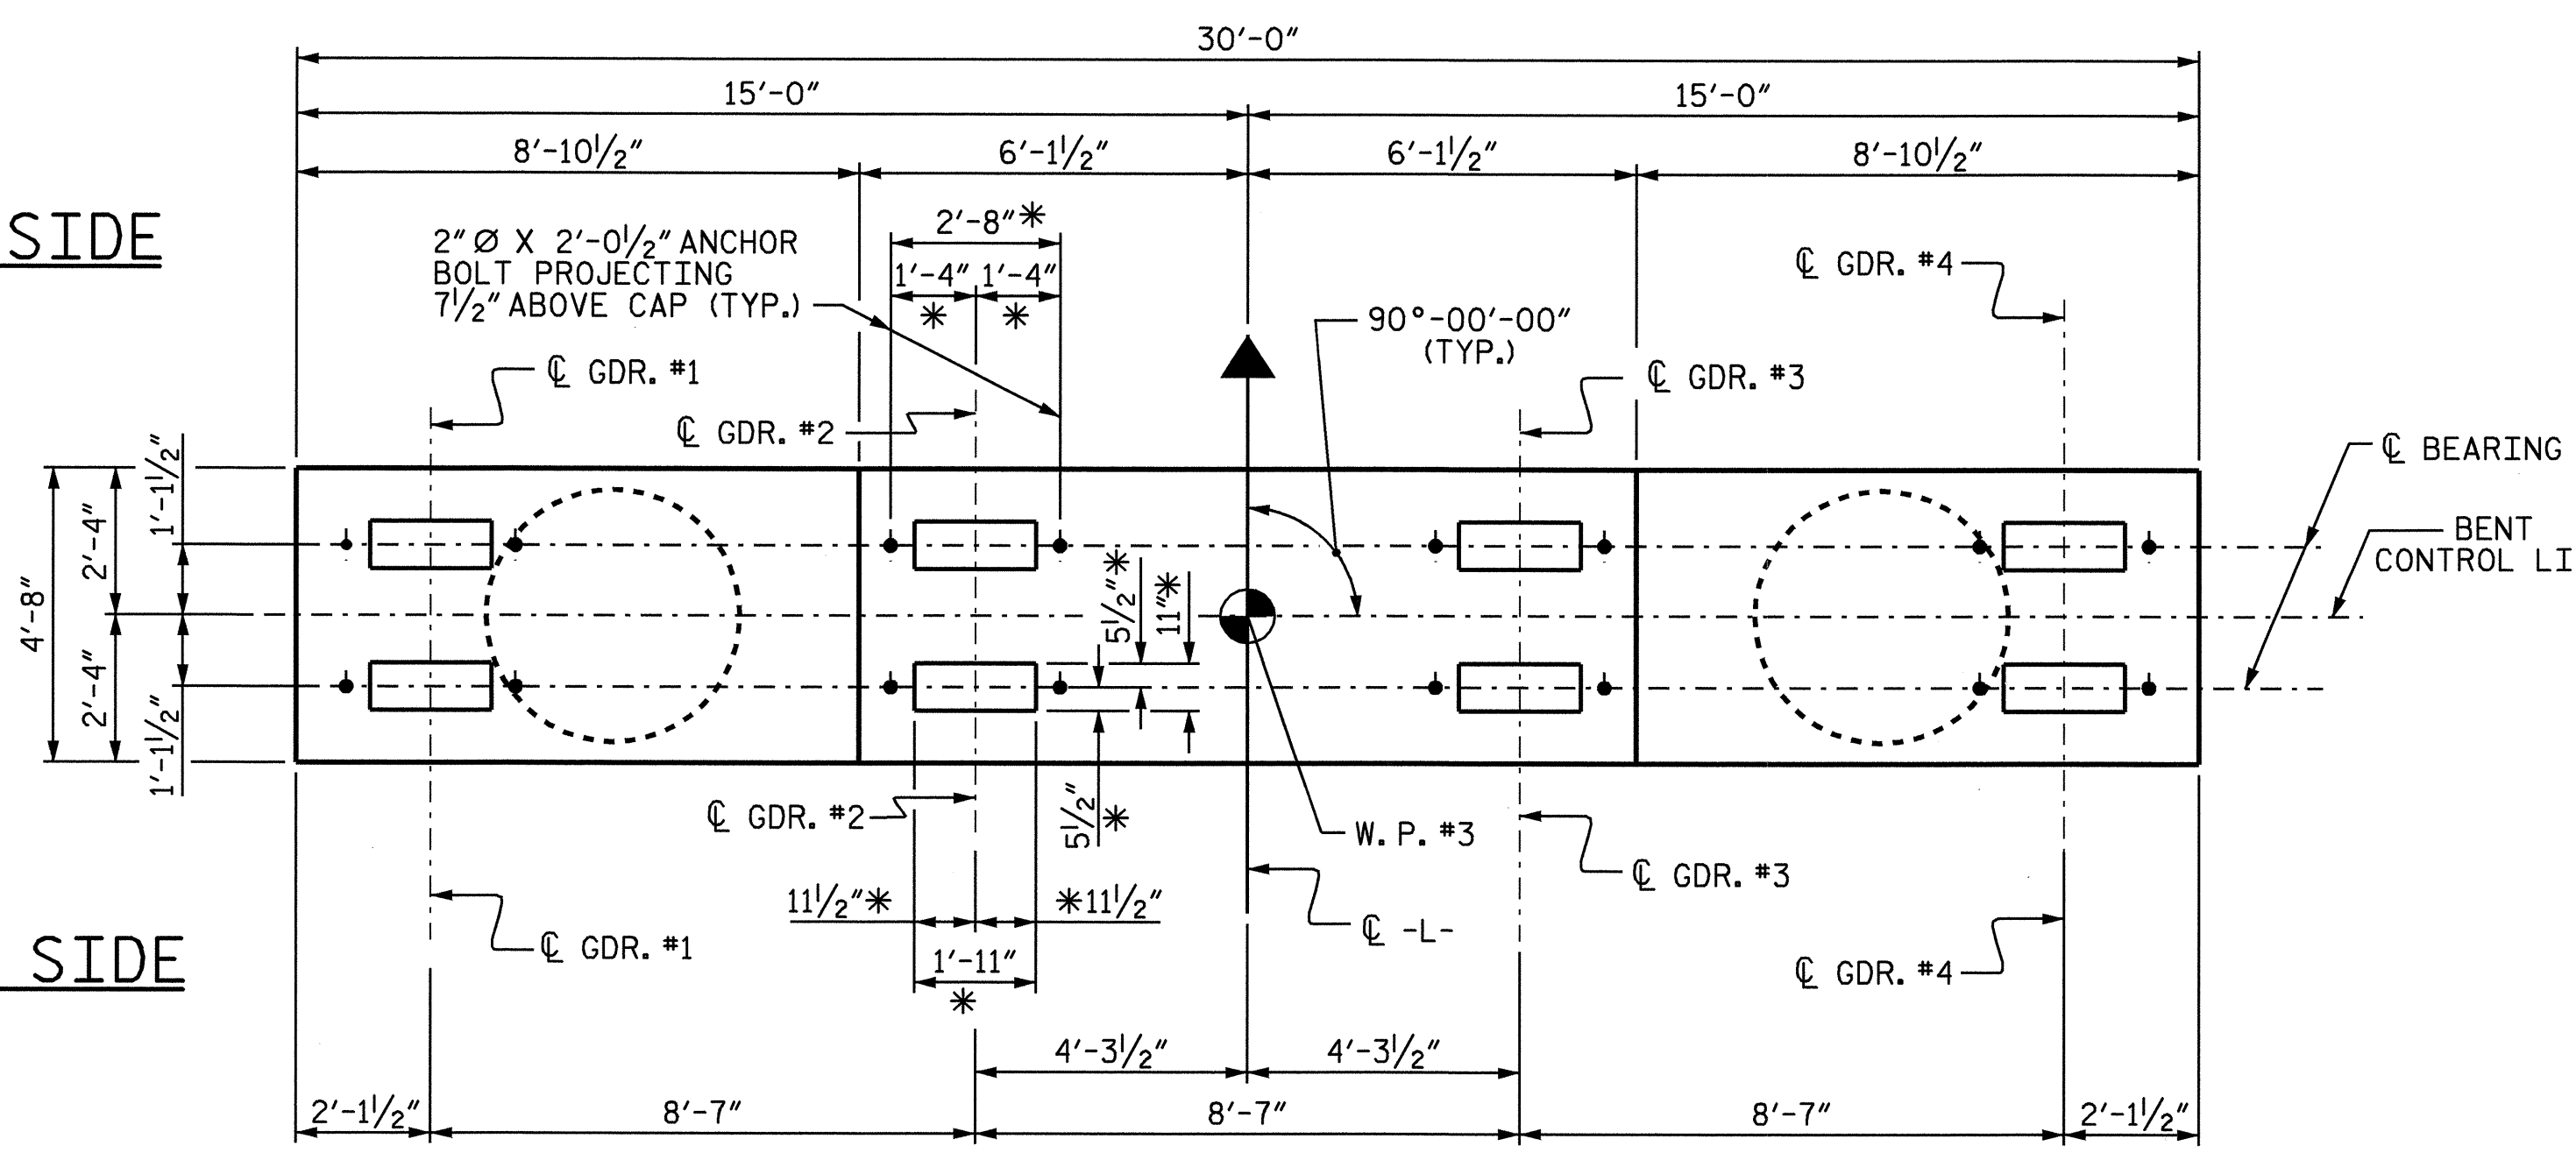 30'-0"
15'-0" 15'-0"
8'-10½" 6'-1½" 6'-1½" 8'-10½"
SIDE
2'-8"*
2"Ø X 2'-0½" ANCHOR
BOLT PROJECTING
7½" ABOVE CAP (TYP.)
1'-4" 1'-4"
* *
℄ GDR. #4
90°-00'-00"
(TYP.)
℄ GDR. #1
℄ GDR. #3
℄ GDR. #2
℄ BEARING
BENT
CONTROL LI
1'-1½"
2'-4"
4'-8"
2'-4"
1'-1½"
5½"*
11"*
5½"*
℄ GDR. #2
W.P. #3
℄ GDR. #3
11½"* *11½"
℄ -L-
SIDE
℄ GDR. #1
1'-11"
*
℄ GDR. #4
4'-3½" 4'-3½"
2'-1½" 8'-7" 8'-7" 8'-7" 2'-1½"